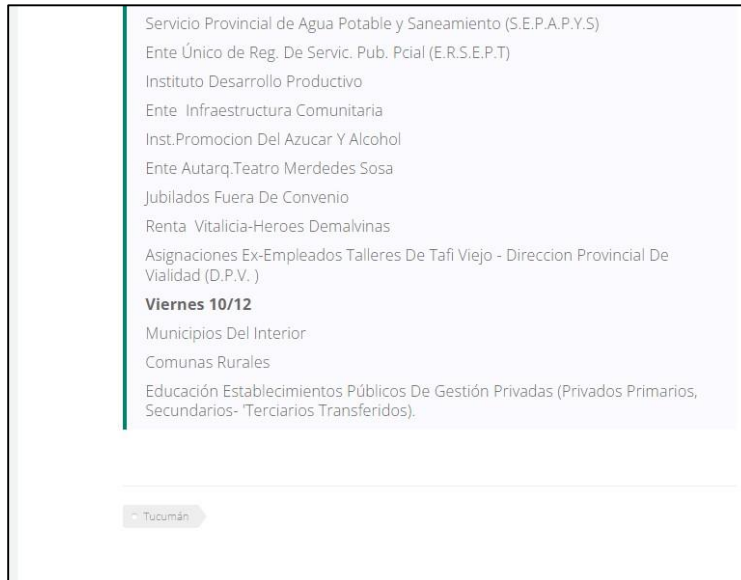 Servicio Provincial de Agua Potable y Saneamiento (S.E.P.A.P.Y.S)
Ente Único de Reg. De Servic. Pub. Pcial (E.R.S.E.P.T)
Instituto Desarrollo Productivo
Ente Infraestructura Comunitaria
Inst.Promocion Del Azucar Y Alcohol
Ente Autarq.Teatro Merdedes Sosa
Jubilados Fuera De Convenio
Renta Vitalicia-Heroes Demalvinas
Asignaciones Ex-Empleados Talleres De Tafi Viejo - Direccion Provincial De
Vialidad (D.P.V. )
Viernes 10/12
Municipios Del Interior
Comunas Rurales
Educación Establecimientos Públicos De Gestión Privadas (Privados Primarios,
Secundarios- 'Terciarios Transferidos).
Tucumán